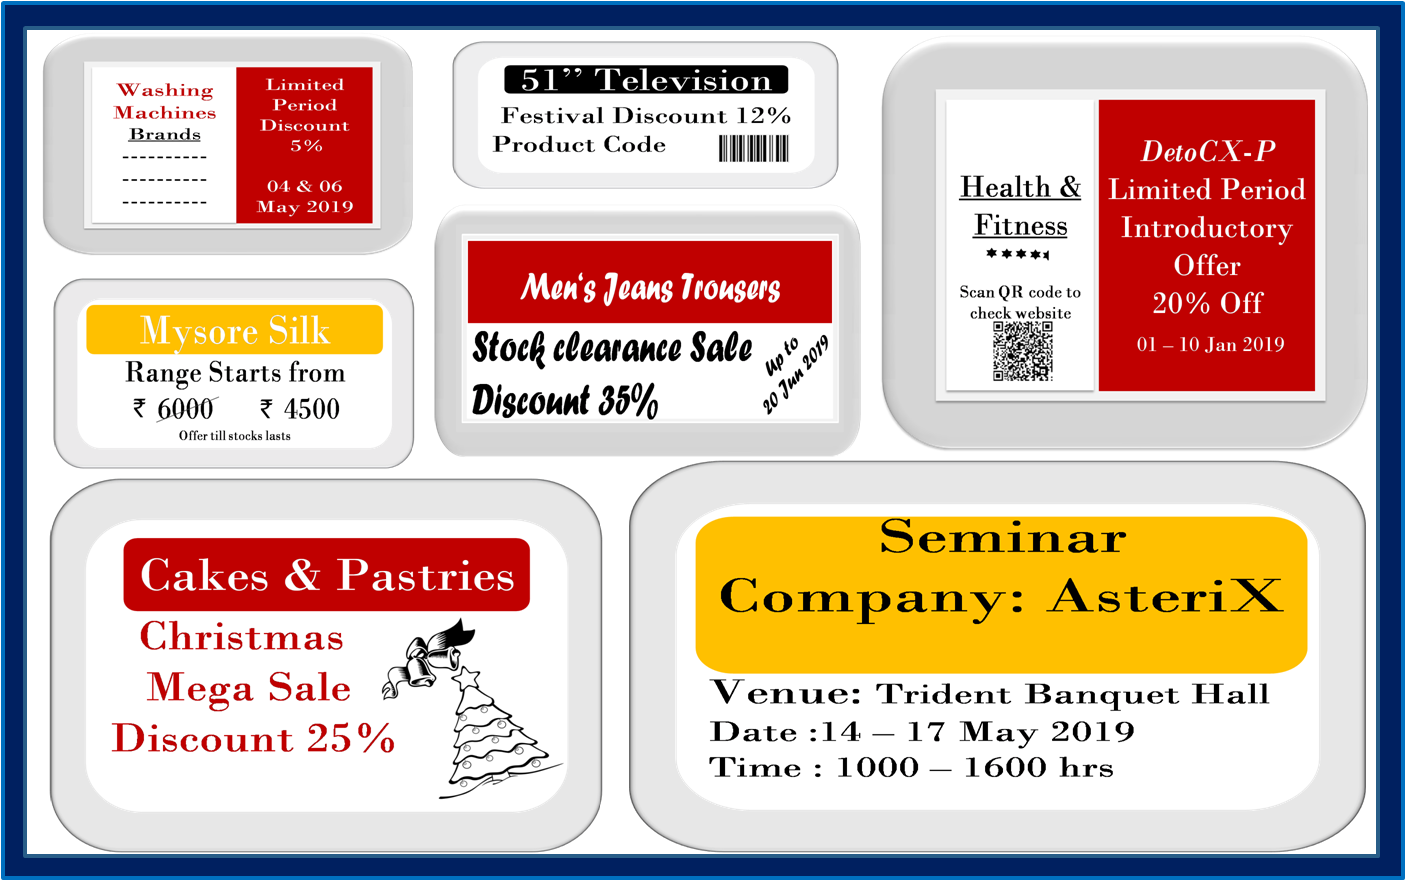 Washing
Machines
Brands
----------
----------
----------
Limited
Period
Discount
5%
04 & 06
May 2019
51” Television
Festival Discount 12%
Product Code
DetoCX-P
Limited Period
Introductory
Offer
20% Off
01 – 10 Jan 2019
Health &
Fitness
Scan QR code to
check website
Mysore Silk
Range Starts from
₹ 6000 ₹ 4500
Offer till stocks lasts
Men's Jeans Trousers
Stock clearance Sale
Discount 35%
Up to
20 Jun 2019
Cakes & Pastries
Christmas
Mega Sale
Discount 25%
Seminar
Company: AsteriX
Venue: Trident Banquet Hall
Date :14 – 17 May 2019
Time : 1000 – 1600 hrs